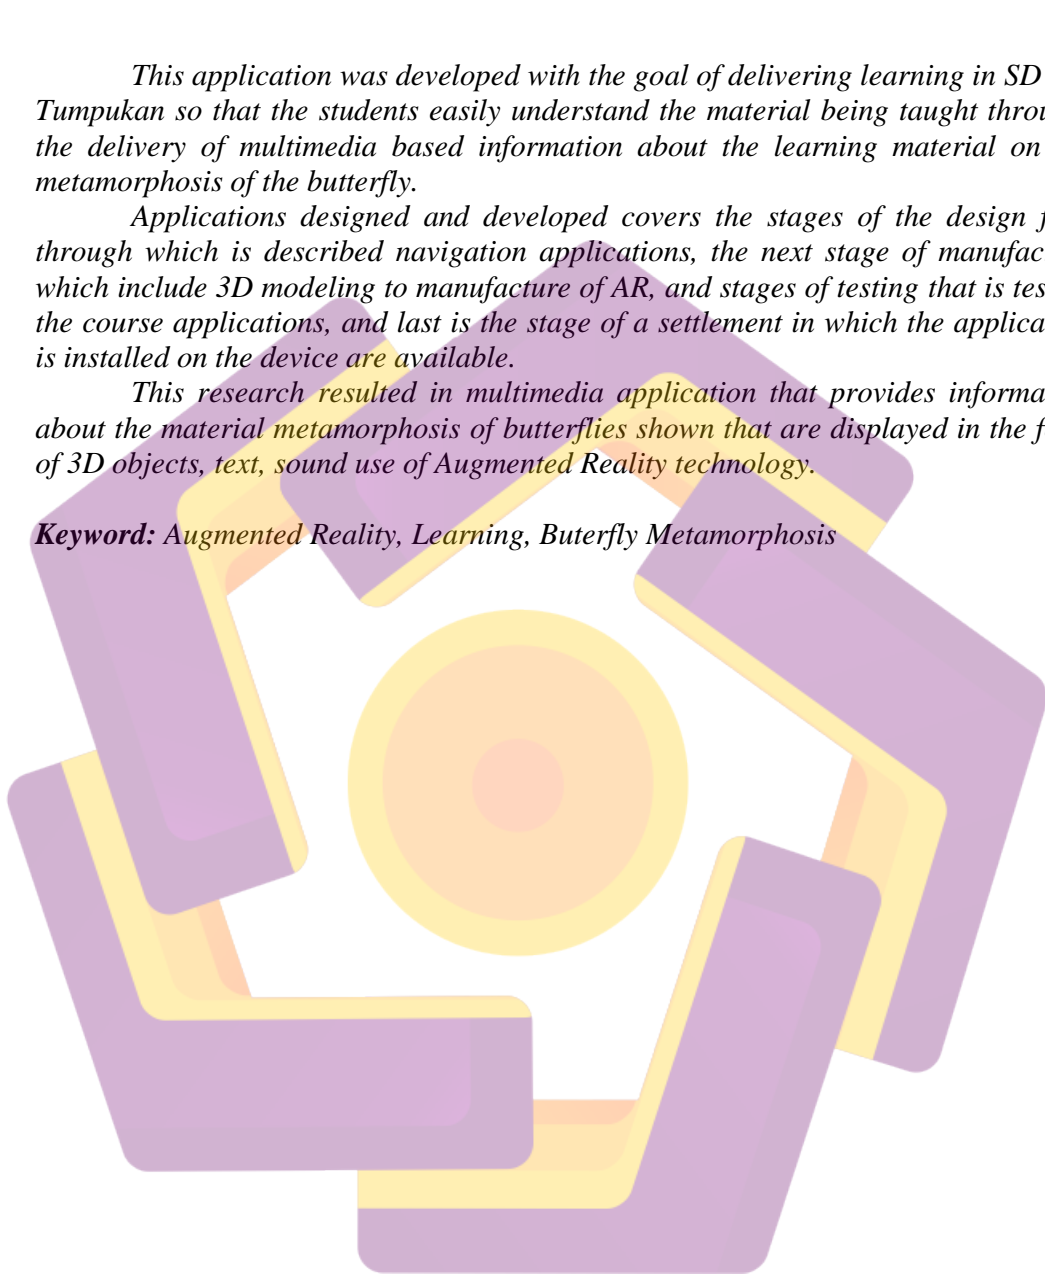 This application was developed with the goal of delivering learning in SD
Tumpukan so that the students easily understand the material being taught
the delivery of multimedia based information about the learning material on
metamorphosis of the butterfly.
Applications designed and developed covers the stages of the design
through which is described navigation applications, the next stage of
which include 3D modeling to manufacture of AR, and stages of testing that is
the course applications, and last is the stage of a settlement in which the
is installed on the device are available.
This research resulted in multimedia application that provides
about the material metamorphosis of butterflies shown that are displayed in the
of 3D objects, text, sound use of Augmented Reality technology.
Keyword: Augmented Reality, Learning, Buterfly Metamorphosis